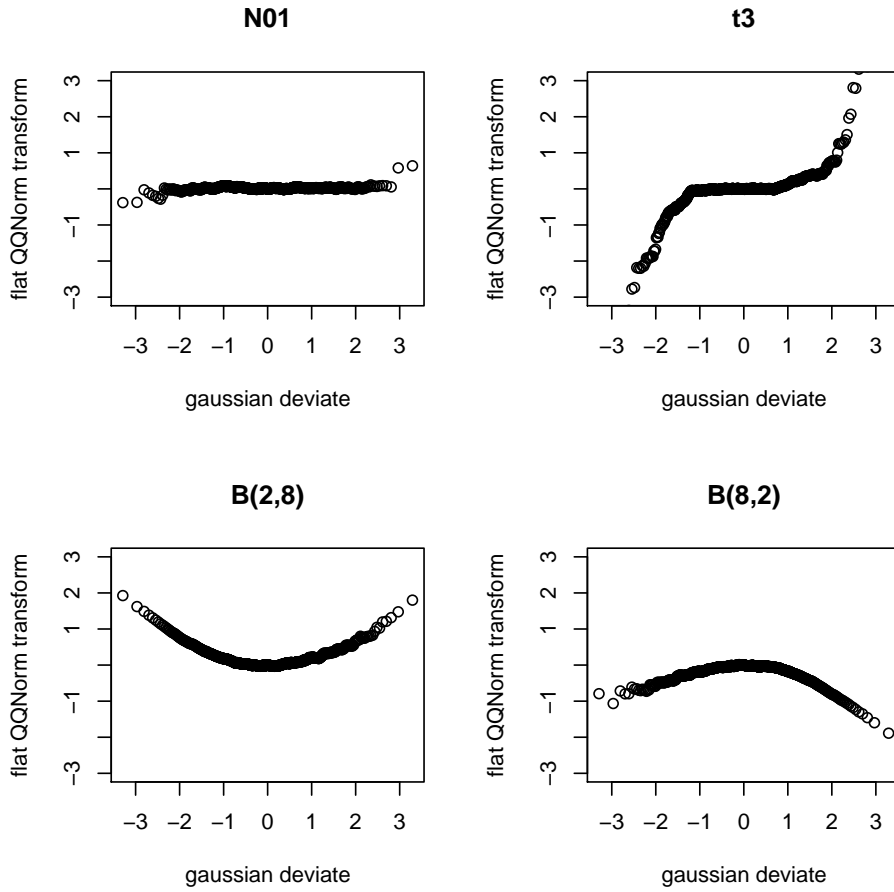 N01
flat QQNorm transform
3
2
1
−1
−3
−3 −2 −1 0 1 2 3
gaussian deviate
t3
flat QQNorm transform
3
2
1
−1
−3
−3 −2 −1 0 1 2 3
gaussian deviate
B(2,8)
flat QQNorm transform
3
2
1
−1
−3
−3 −2 −1 0 1 2 3
gaussian deviate
B(8,2)
flat QQNorm transform
3
2
1
−1
−3
−3 −2 −1 0 1 2 3
gaussian deviate